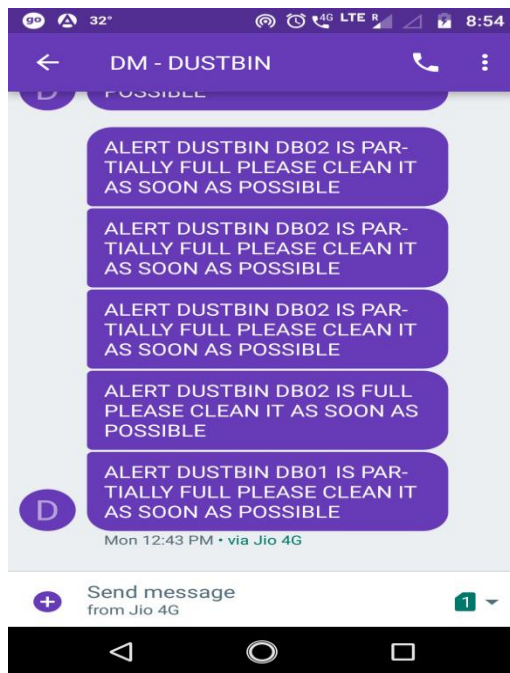 go 32° 4G LTE R 8:54
DM - DUSTBIN
D POSSIBLE
ALERT DUSTBIN DB02 IS PAR-
TIALLY FULL PLEASE CLEAN IT
AS SOON AS POSSIBLE
ALERT DUSTBIN DB02 IS PAR-
TIALLY FULL PLEASE CLEAN IT
AS SOON AS POSSIBLE
ALERT DUSTBIN DB02 IS PAR-
TIALLY FULL PLEASE CLEAN IT
AS SOON AS POSSIBLE
ALERT DUSTBIN DB02 IS FULL
PLEASE CLEAN IT AS SOON AS
POSSIBLE
ALERT DUSTBIN DB01 IS PAR-
TIALLY FULL PLEASE CLEAN IT
D AS SOON AS POSSIBLE
Mon 12:43 PM • via Jio 4G
Send message
from Jio 4G
1